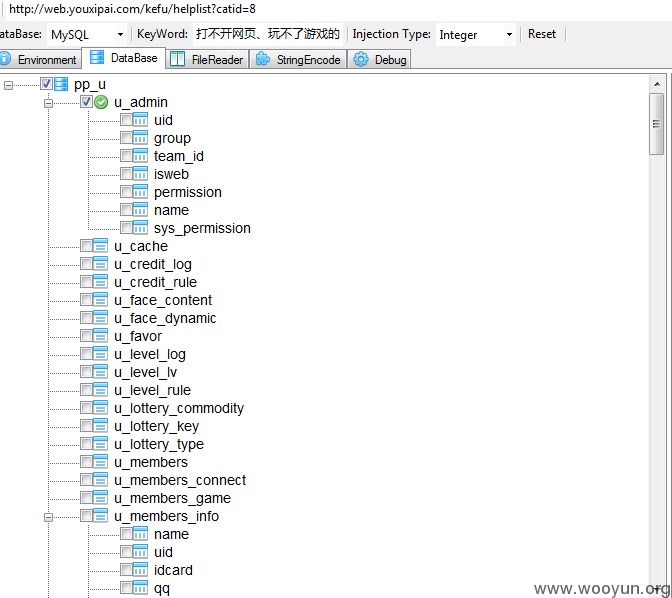 http://web.youxipai.com/kefu/helplist?catid=8
ataBase: MySQL KeyWord: 打不开网页、玩不了游戏的 Injection Type: Integer Reset
Environment DataBase FileReader StringEncode Debug
pp_u
u_admin
uid
group
team_id
isweb
permission
name
sys_permission
u_cache
u_credit_log
u_credit_rule
u_face_content
u_face_dynamic
u_favor
u_level_log
u_level_lv
u_level_rule
u_lottery_commodity
u_lottery_key
u_lottery_type
u_members
u_members_connect
u_members_game
u_members_info
name
uid
idcard
qq
www.wooyun.org